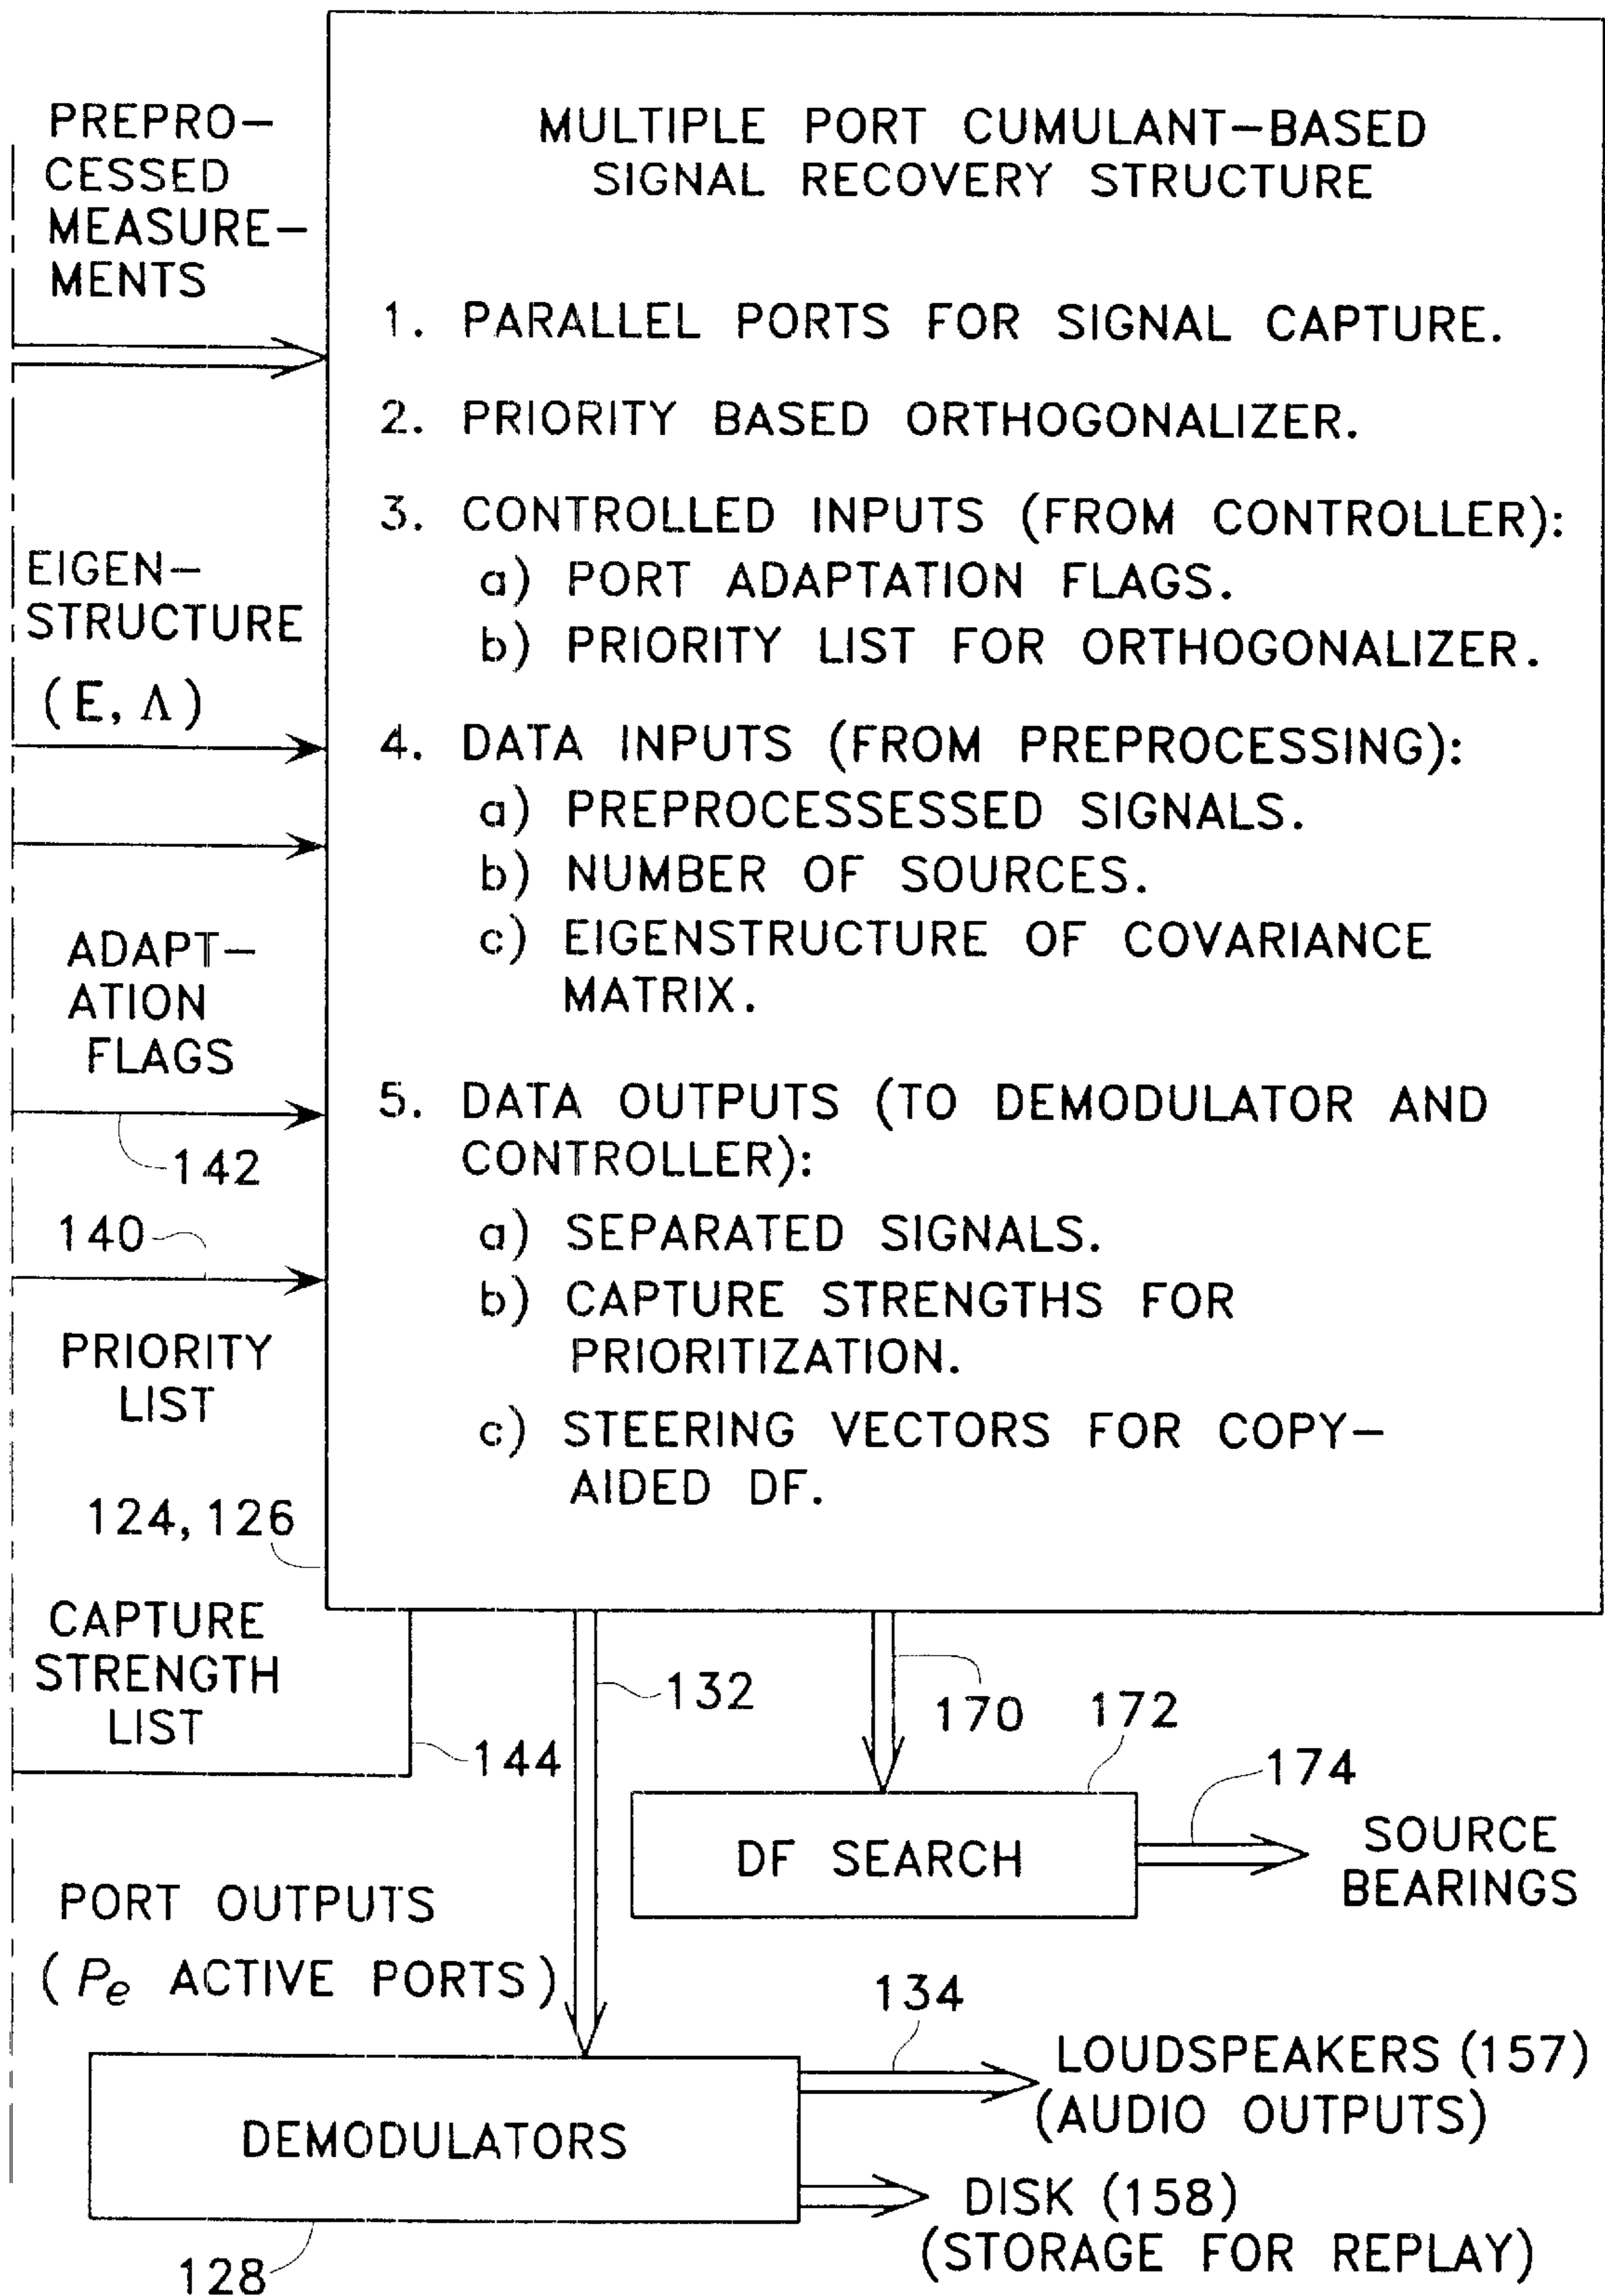 PREPRO–
CESSED
MEASURE–
MENTS
MULTIPLE PORT CUMULANT–BASED
SIGNAL RECOVERY STRUCTURE
1. PARALLEL PORTS FOR SIGNAL CAPTURE.
2. PRIORITY BASED ORTHOGONALIZER.
3. CONTROLLED INPUTS (FROM CONTROLLER):
a) PORT ADAPTATION FLAGS.
b) PRIORITY LIST FOR ORTHOGONALIZER.
4. DATA INPUTS (FROM PREPROCESSING):
a) PREPROCESSESSED SIGNALS.
b) NUMBER OF SOURCES.
c) EIGENSTRUCTURE OF COVARIANCE
MATRIX.
5. DATA OUTPUTS (TO DEMODULATOR AND
CONTROLLER):
a) SEPARATED SIGNALS.
b) CAPTURE STRENGTHS FOR
PRIORITIZATION.
c) STEERING VECTORS FOR COPY–
AIDED DF.
EIGEN–
STRUCTURE
(E, Λ)
ADAPT–
ATION
FLAGS
142
140
PRIORITY
LIST
124, 126
CAPTURE
STRENGTH
LIST
144
132
170
172
174
DF SEARCH
SOURCE
BEARINGS
PORT OUTPUTS
(Pe ACTIVE PORTS)
134
DEMODULATORS
LOUDSPEAKERS (157)
(AUDIO OUTPUTS)
DISK (158)
(STORAGE FOR REPLAY)
128